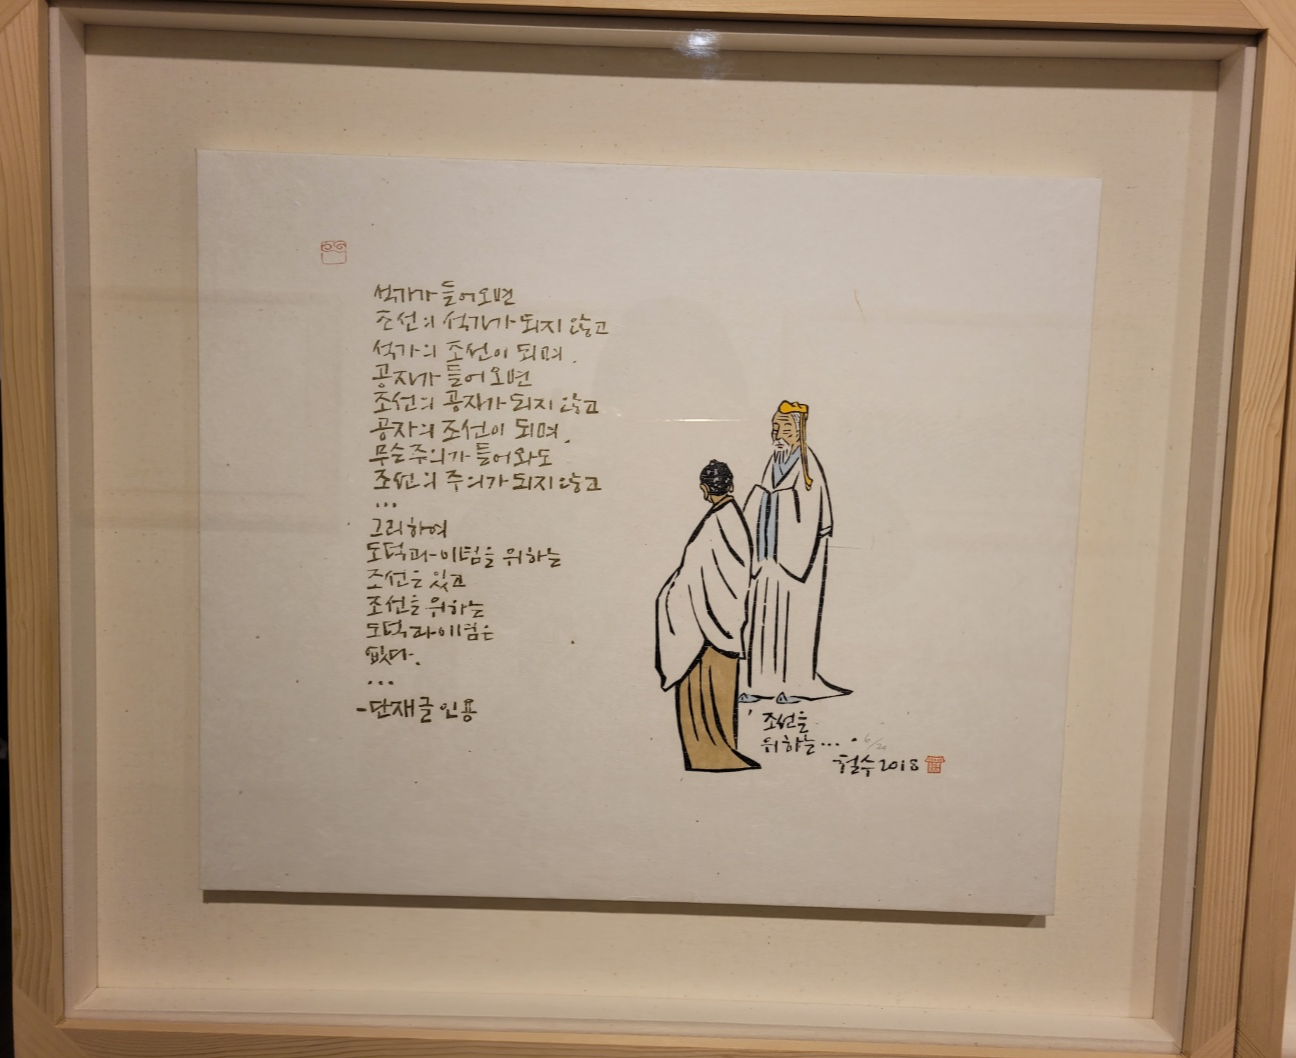 석가가 들어오면
조선의 석가가 되지 않고
석가의 조선이 되며.
공자가 들어오면
조선의 공자가 되지 않고
공자의 조선이 되며.
무슨주의가 들어와도
조선의 주의가 되지 않고
...
그리하여
도덕과 이념을 위하는
조선은 있고
조선을 위하는
도덕과 이념은
없다.
...
-단재글 인용
'조선을
위하는...' 6/20
철수 2018